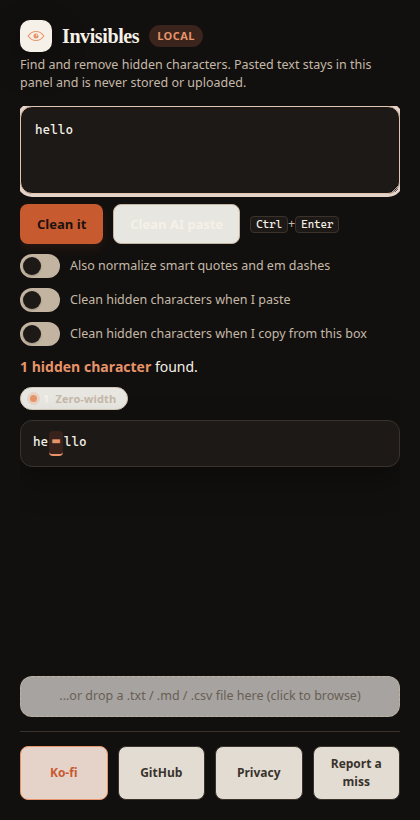 Invisibles LOCAL
Find and remove hidden characters. Pasted text stays in this
panel and is never stored or uploaded.
hello
Clean it Clean AI paste Ctrl+Enter
Also normalize smart quotes and em dashes
Clean hidden characters when I paste
Clean hidden characters when I copy from this box
1 hidden character found.
1 Zero-width
hello
...or drop a .txt / .md / .csv file here (click to browse)
Ko-fi GitHub Privacy Report a
miss